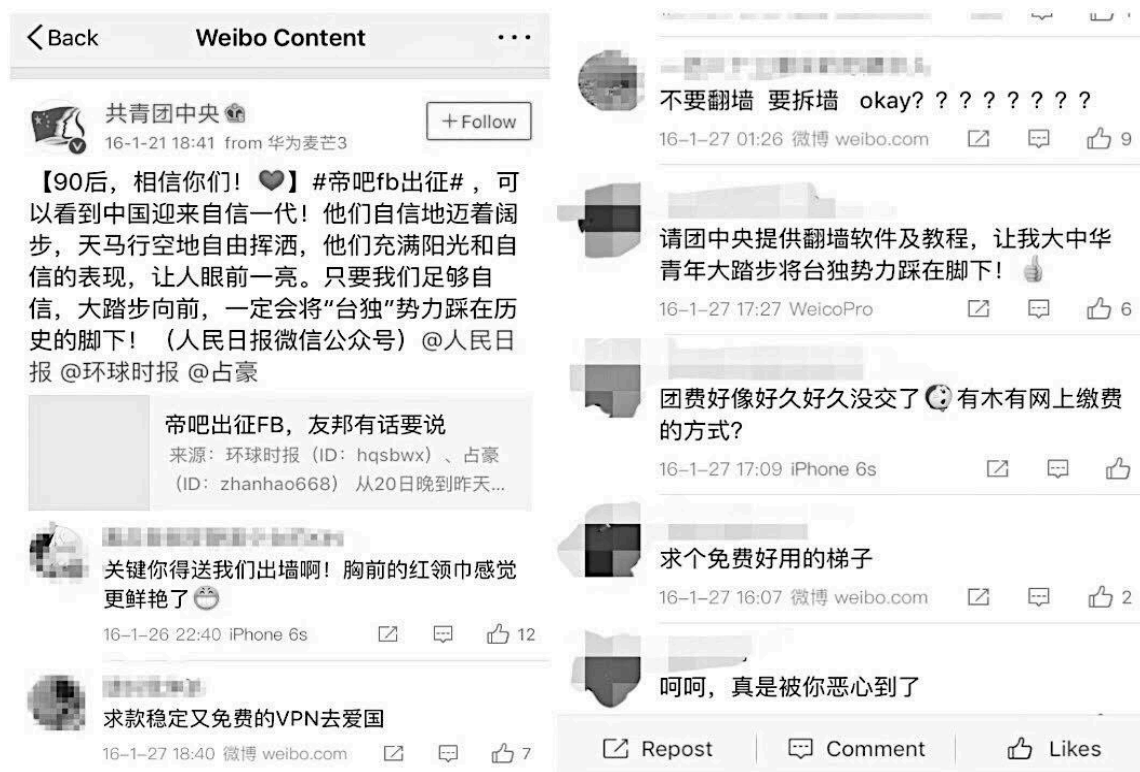 Back
Weibo Content
共青团中央
16-1-21 18:41 from 华为麦芒3
+Follow
【90后，相信你们！】#帝吧fb出征# ，可
以看到中国迎来自信一代！他们自信地迈着阔
步，天马行空地自由挥洒，他们充满阳光和自
信的表现，让人眼前一亮。只要我们足够自
信，大踏步向前，一定会将“台独”势力踩在历
史的脚下！（人民日报微信公众号）@人民日
报 @环球时报 @占豪
帝吧出征FB，友邦有话要说
来源：环球时报（ID：hqsbwx）、占豪
（ID：zhanhao668） 从20日晚到昨天...
关键你得送我们出墙啊！胸前的红领巾感觉
更鲜艳了
16-1-26 22:40 iPhone 6s
12
求款稳定又免费的VPN去爱国
16-1-27 18:40 微博 weibo.com
7
不要翻墙 要拆墙 okay？？？？？？？？
16-1-27 01:26 微博 weibo.com
9
请团中央提供翻墙软件及教程，让我大中华
青年大踏步将台独势力踩在脚下！
16-1-27 17:27 WeicoPro
6
团费好像好久好久没交了 有木有网上缴费
的方式？
16-1-27 17:09 iPhone 6s
求个免费好用的梯子
16-1-27 16:07 微博 weibo.com
2
呵呵，真是被你恶心到了
Repost
Comment
Likes